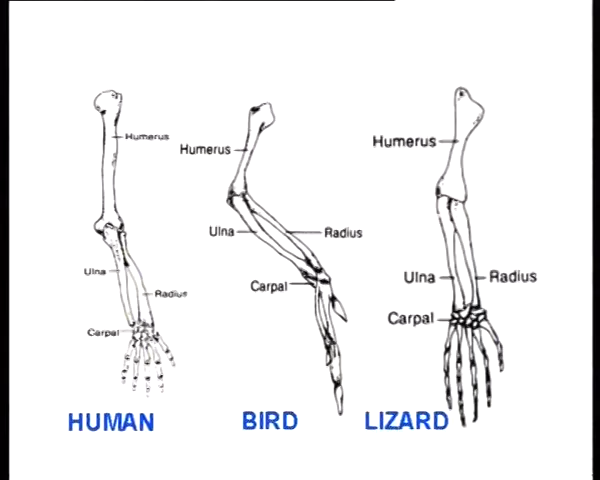 Humerus
Ulna
Radius
Carpal
HUMAN
Humerus
Ulna
Radius
Carpal
BIRD
Humerus
Ulna
Radius
Carpal
LIZARD